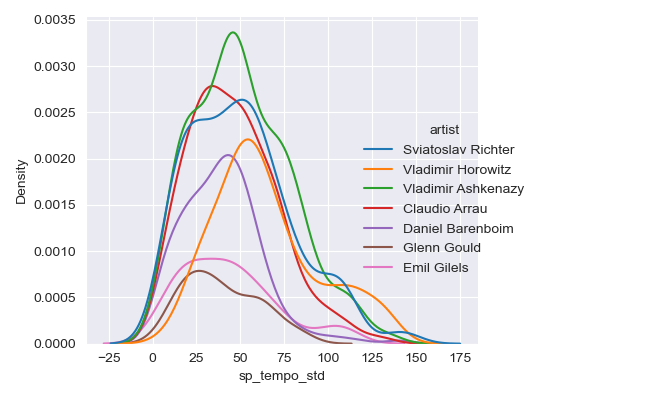 0.0035
0.0030
0.0025
0.0020
0.0015
0.0010
0.0005
0.0000
Density
−25 0 25 50 75 100 125 150 175
sp_tempo_std
artist
Sviatoslav Richter
Vladimir Horowitz
Vladimir Ashkenazy
Claudio Arrau
Daniel Barenboim
Glenn Gould
Emil Gilels